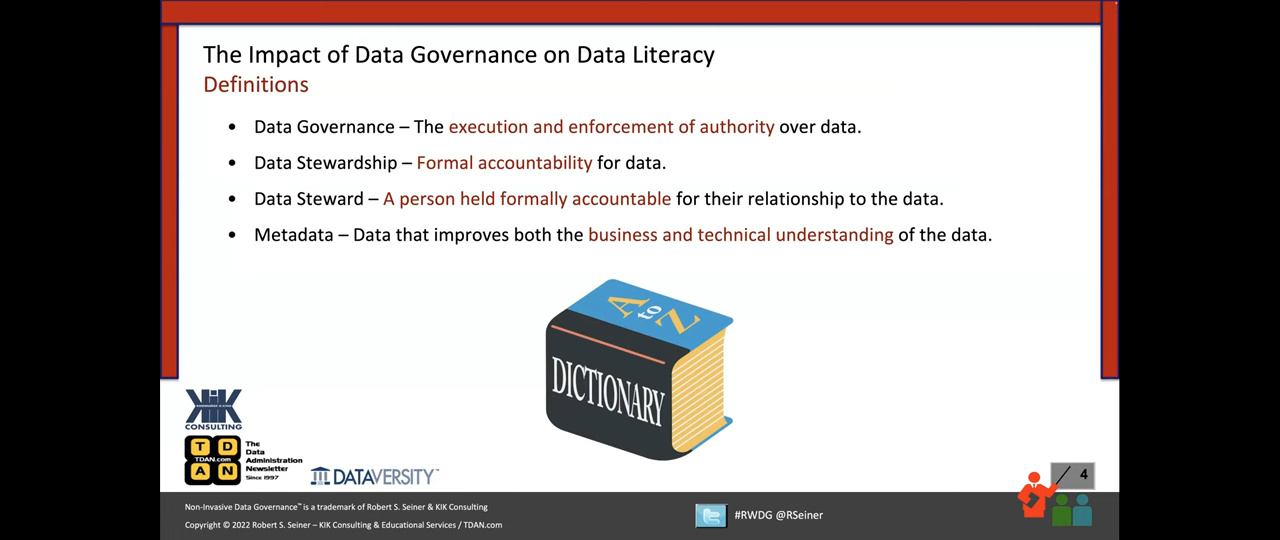 The Impact of Data Governance on Data Literacy
Definitions
• Data Governance – The execution and enforcement of authority over data.
• Data Stewardship – Formal accountability for data.
• Data Steward – A person held formally accountable for their relationship to the data.
• Metadata – Data that improves both the business and technical understanding of the data.
A to Z
DICTIONARY
KIK
CONSULTING
T D
TDAN.com
A N
The
Data
Administration
Newsletter
Since 1997
DATAVERSITY™
4
Non-Invasive Data Governance™ is a trademark of Robert S. Seiner & KIK Consulting
Copyright © 2022 Robert S. Seiner – KIK Consulting & Educational Services / TDAN.com
#RWDG @RSeiner